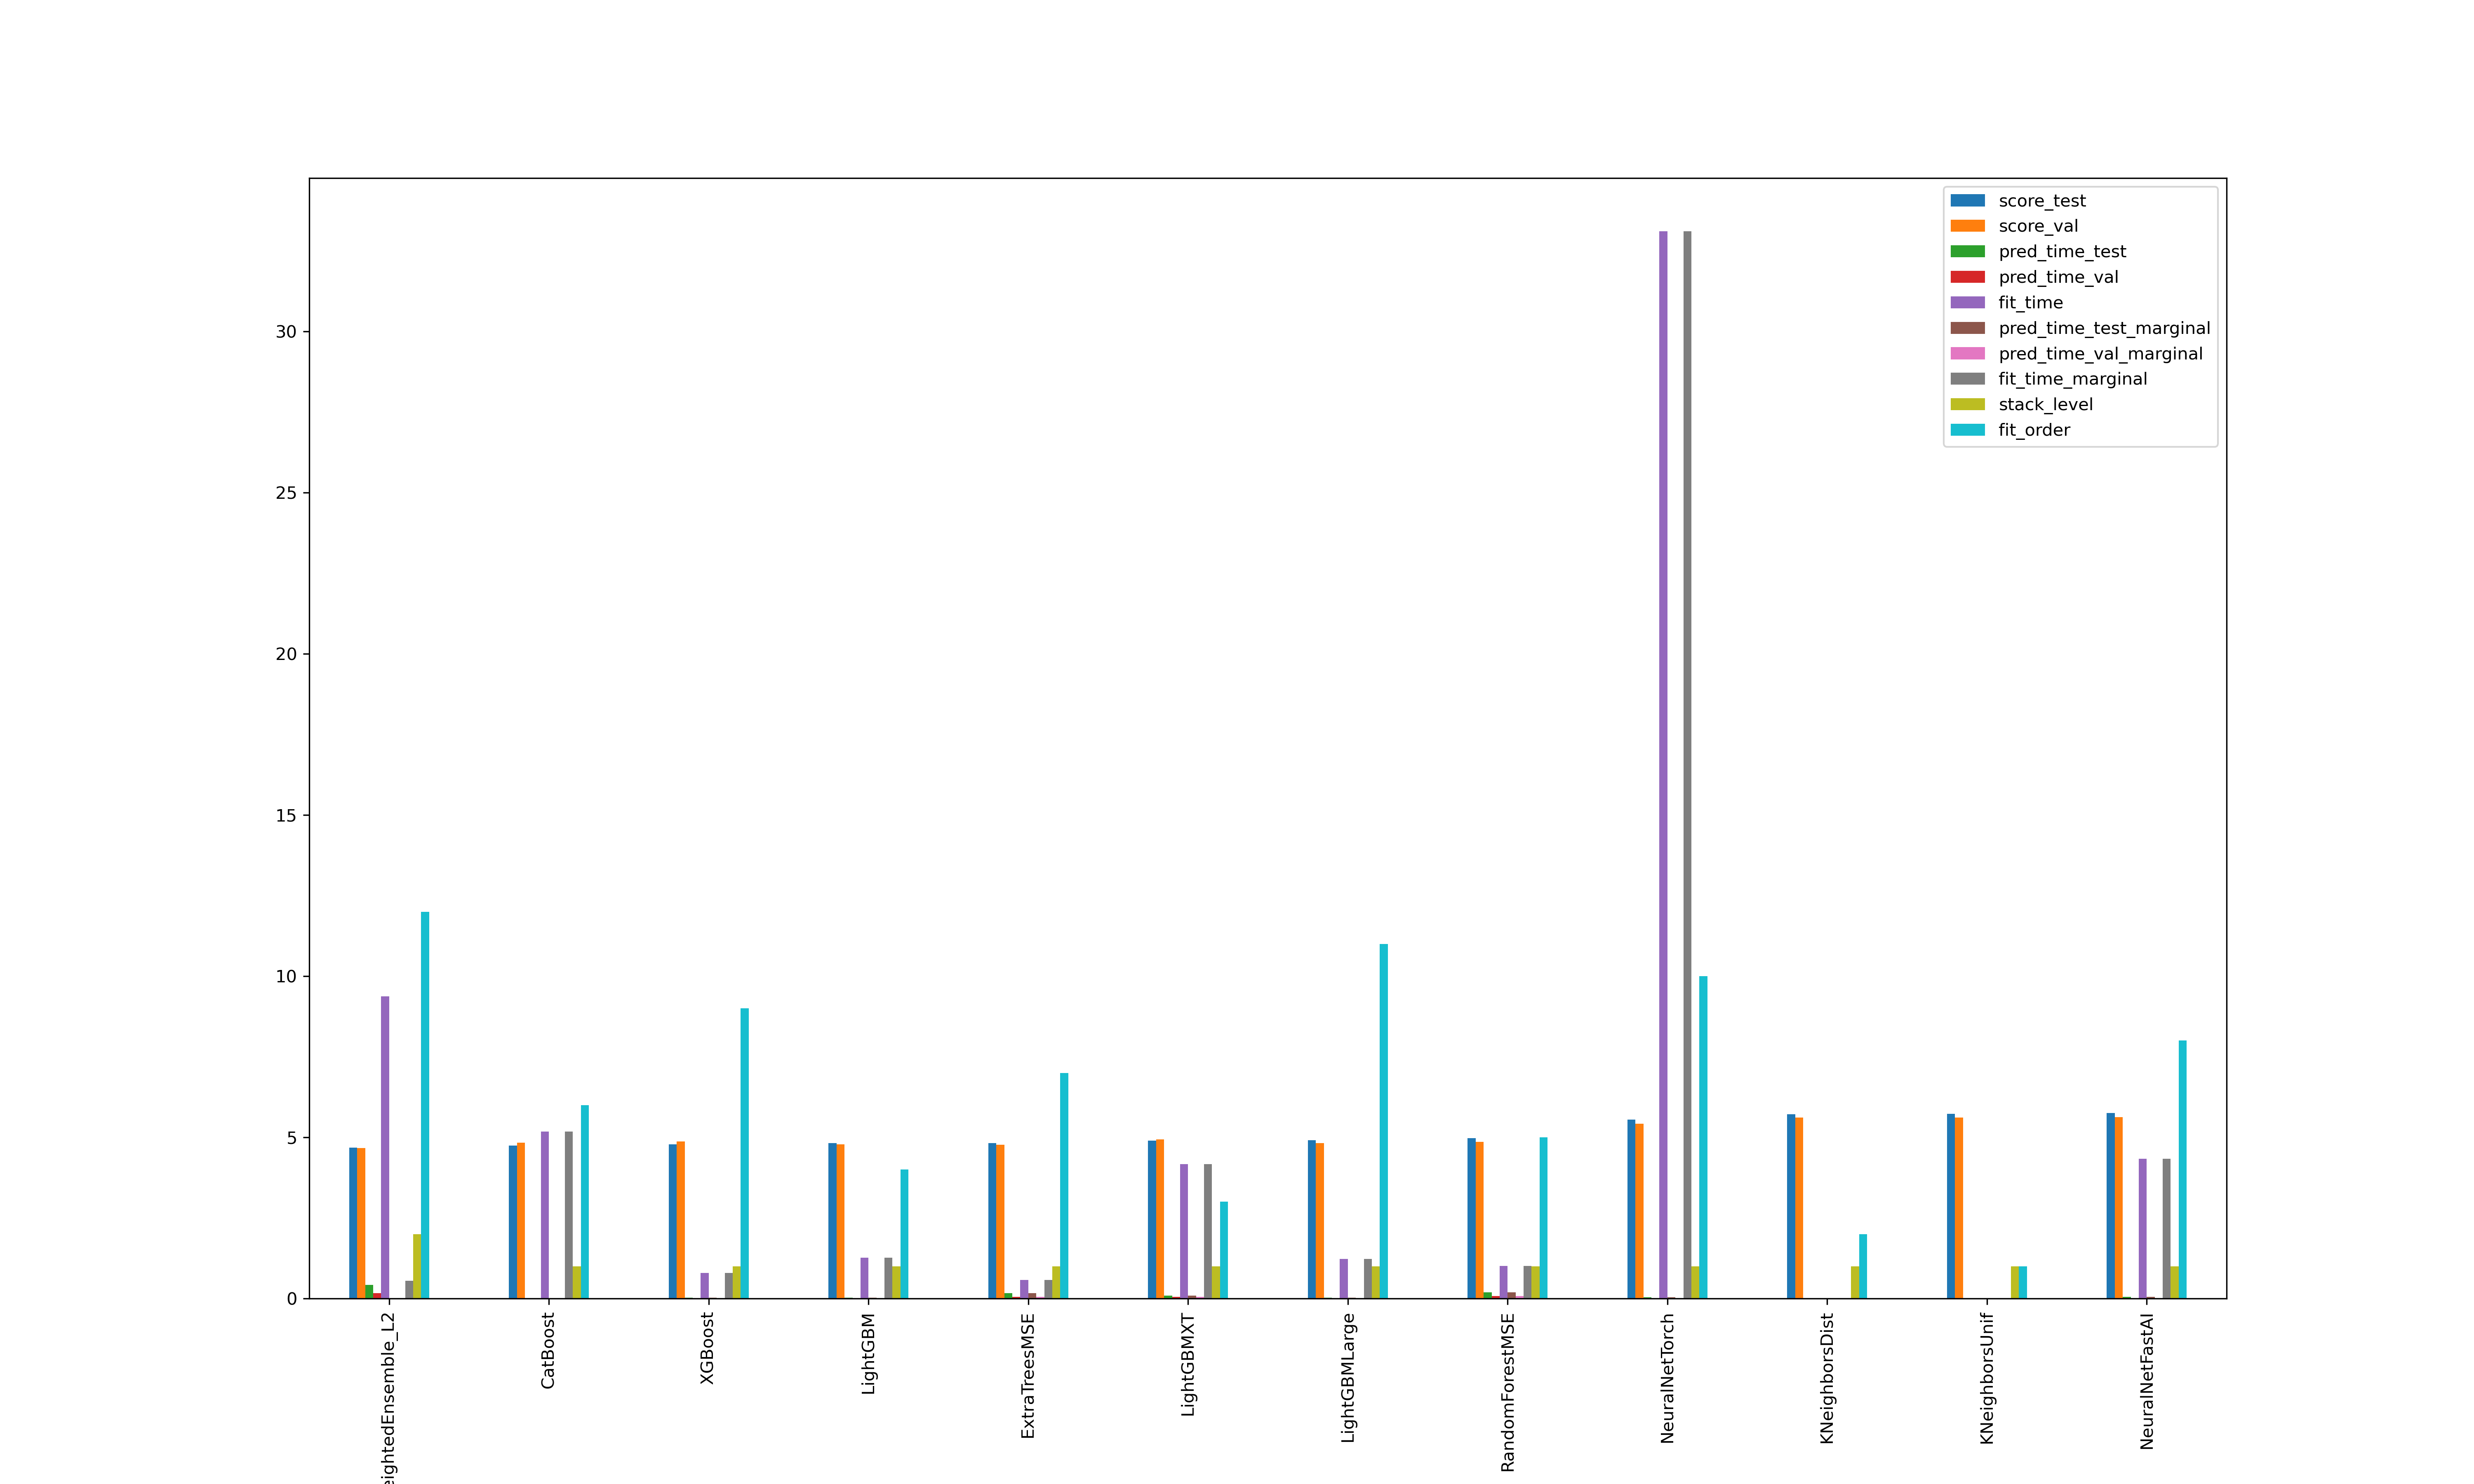 score_test
score_val
pred_time_test
pred_time_val
fit_time
pred_time_test_marginal
pred_time_val_marginal
fit_time_marginal
stack_level
fit_order
30
25
20
15
10
5
0
eightedEnsemble_L2
CatBoost
XGBoost
LightGBM
ExtraTreesMSE
LightGBMXT
LightGBMLarge
RandomForestMSE
NeuralNetTorch
KNeighborsDist
KNeighborsUnif
NeuralNetFastAI